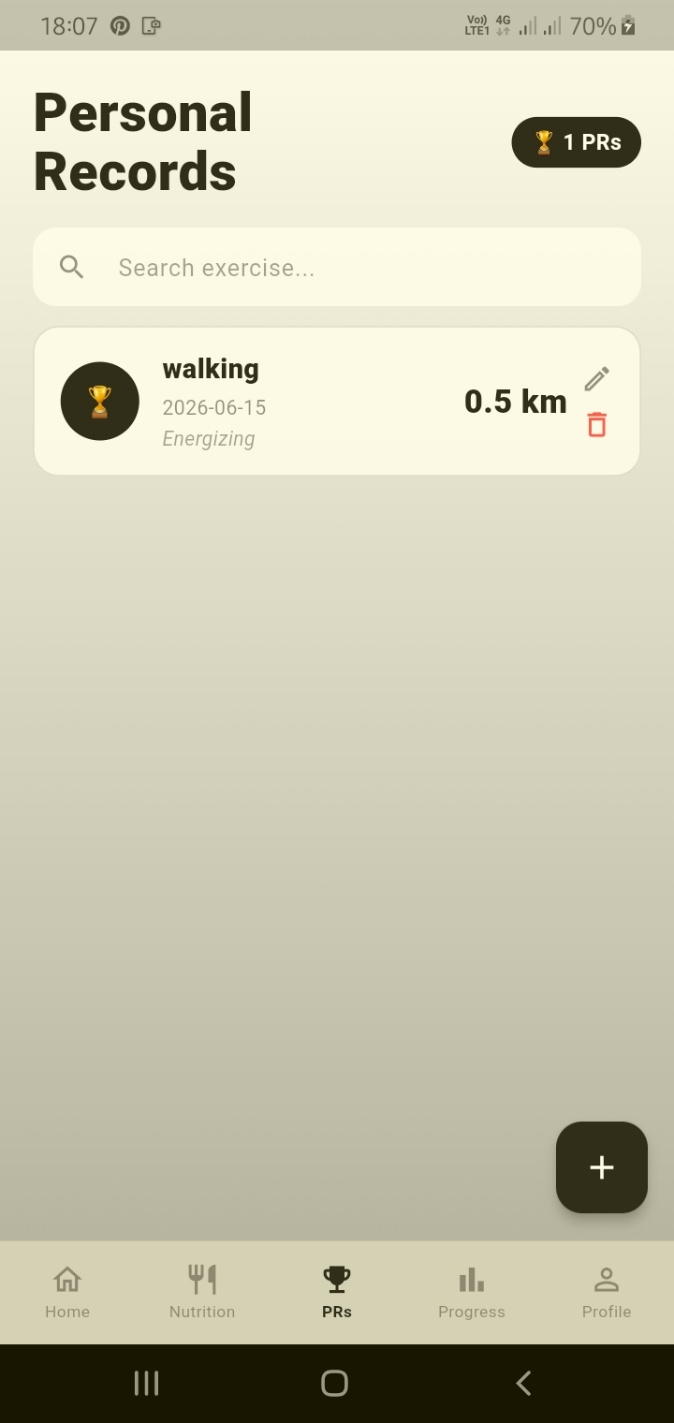 18:07
Vo)) 4G
LTE1
70%
Personal
Records
1 PRs
Search exercise...
walking
2026-06-15
Energizing
0.5 km
+
Home
Nutrition
PRs
Progress
Profile